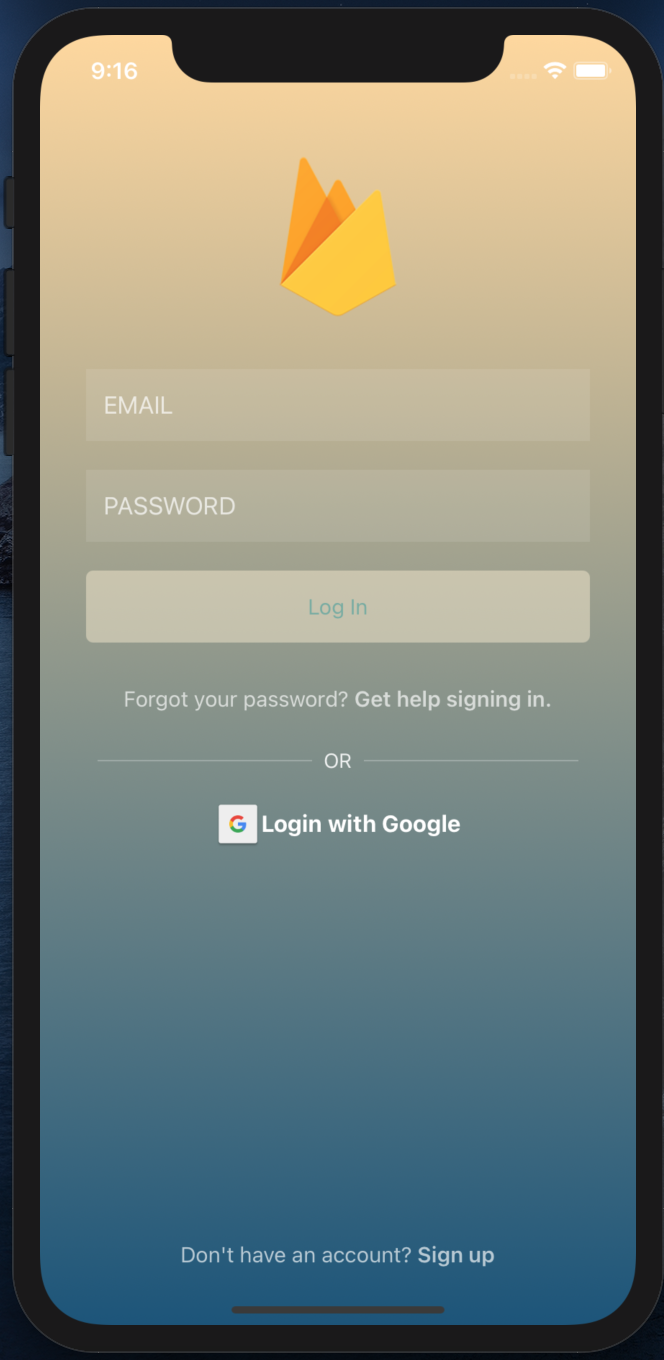 9:16
EMAIL
PASSWORD
Log In
Forgot your password? Get help signing in.
OR
Login with Google
Don't have an account? Sign up